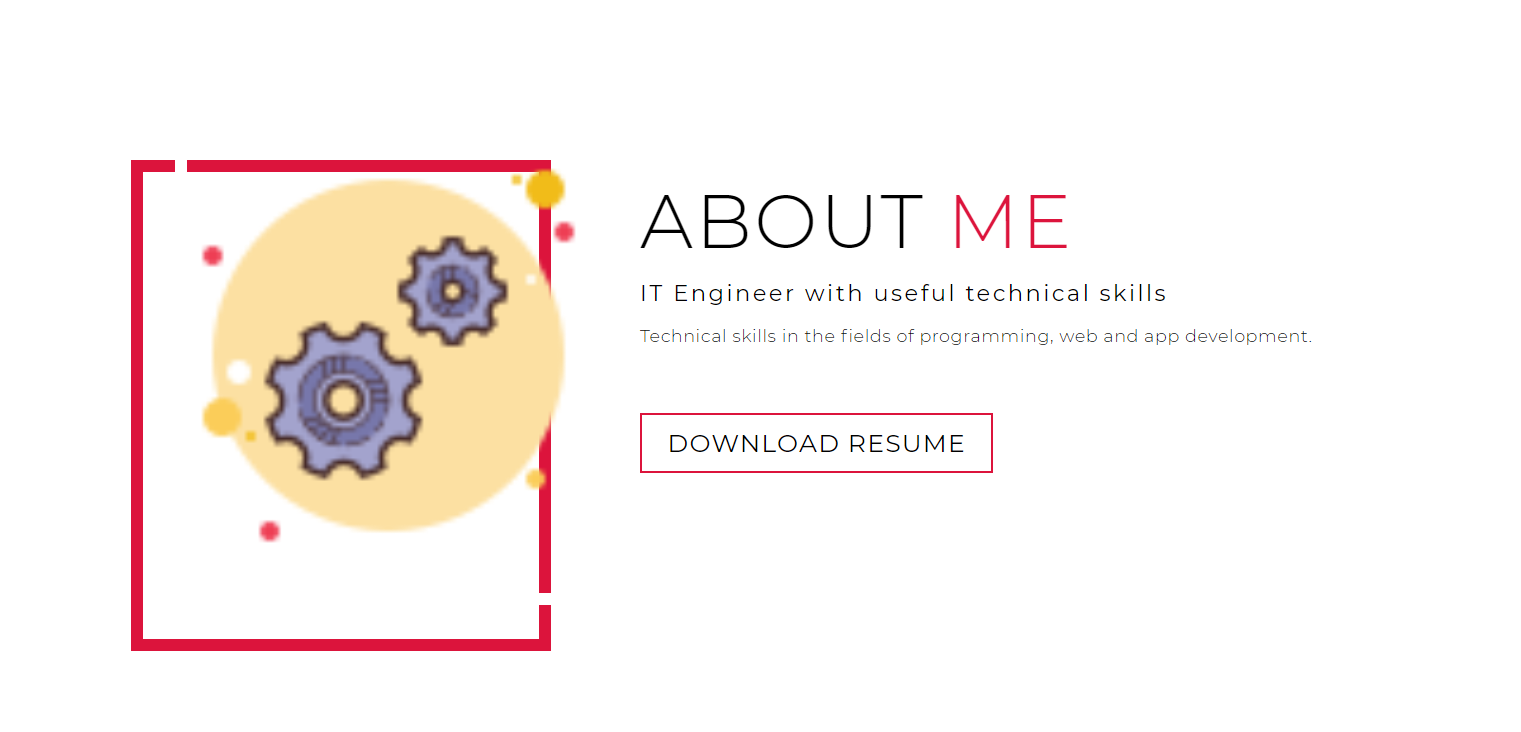 ABOUT ME
IT Engineer with useful technical skills
Technical skills in the fields of programming, web and app development.
DOWNLOAD RESUME